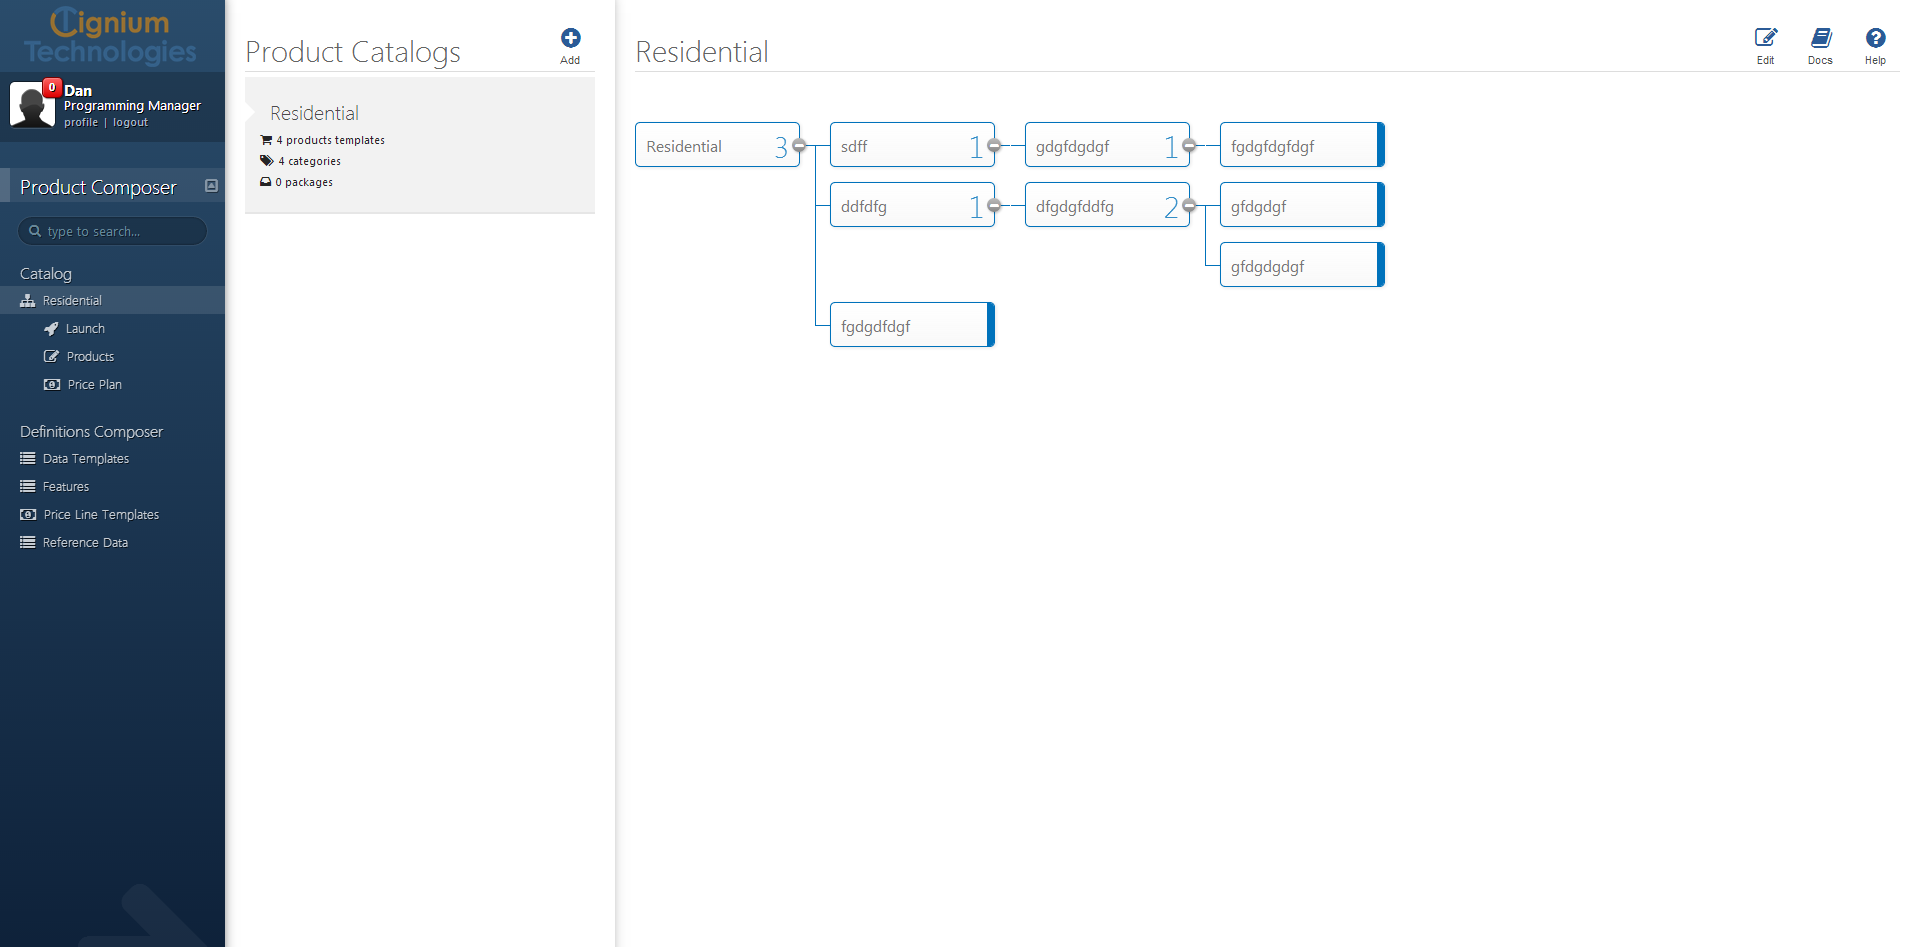 Tignium
Technologies
0
Dan
Programming Manager
profile | logout
Product Composer
type to search...
Catalog
Residential
Launch
Products
Price Plan
Definitions Composer
Data Templates
Features
Price Line Templates
Reference Data
Product Catalogs
Add
Residential
4 products templates
4 categories
0 packages
Residential
Edit
Docs
Help
Residential 3
sdff 1
gdgfdgdgf 1
fgdgfdgfdgf
ddfdfg 1
dfgdgfddfg 2
gfdgdgf
gfdgdgdgf
fgdgdfdgf